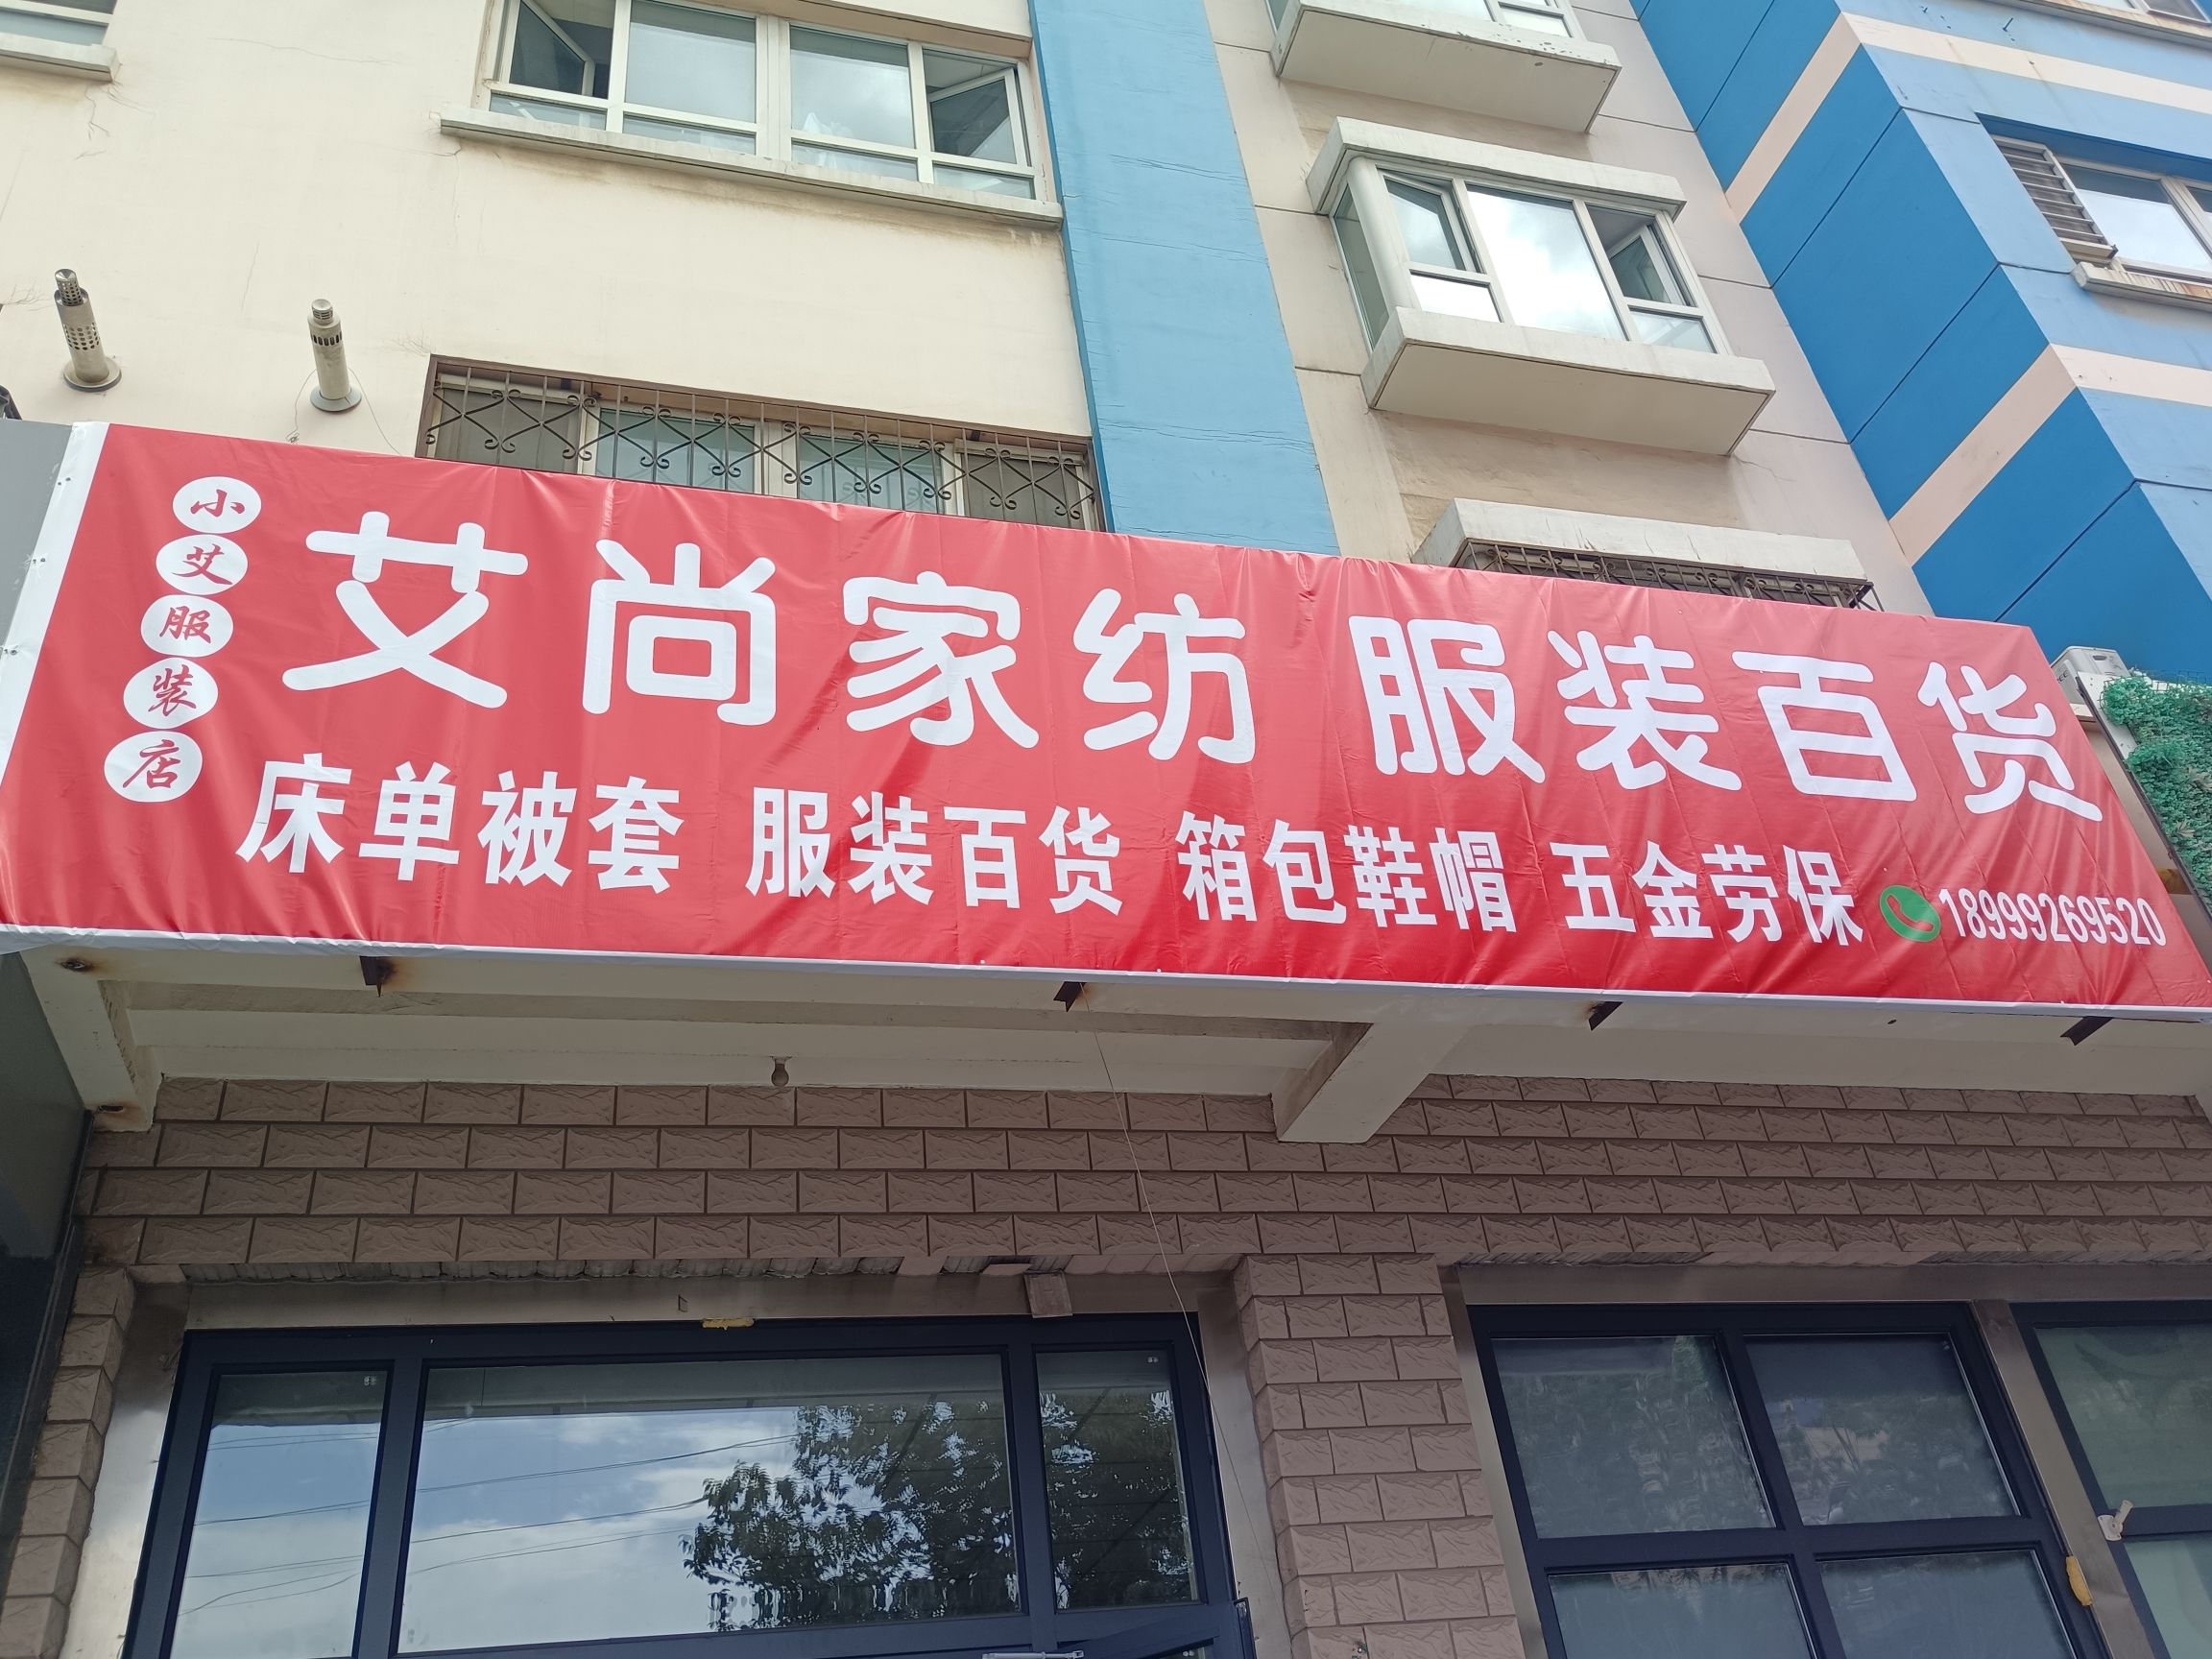 小艾服装店
艾尚家纺 服装百货
床单被套 服装百货 箱包鞋帽 五金劳保 18999269520